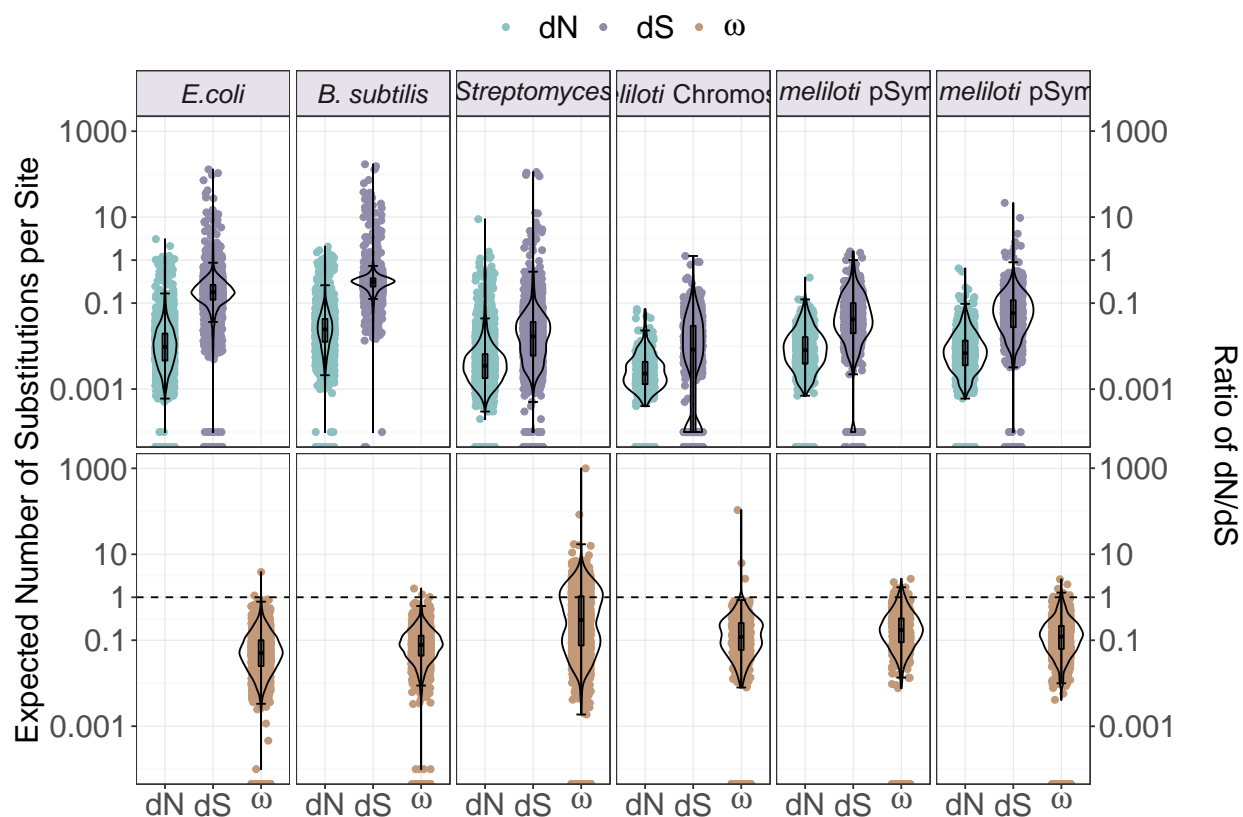 dN dS ω
E.coli B. subtilis Streptomyces eliloti Chromos meliloti pSym meliloti pSym
1000 1000
10 10
1 1
0.1 0.1
0.001 0.001
1000 1000
10 10
1 1
0.1 0.1
0.001 0.001
dN dS ω dN dS ω dN dS ω dN dS ω dN dS ω dN dS ω
Expected Number of Substitutions per Site
Ratio of dN/dS